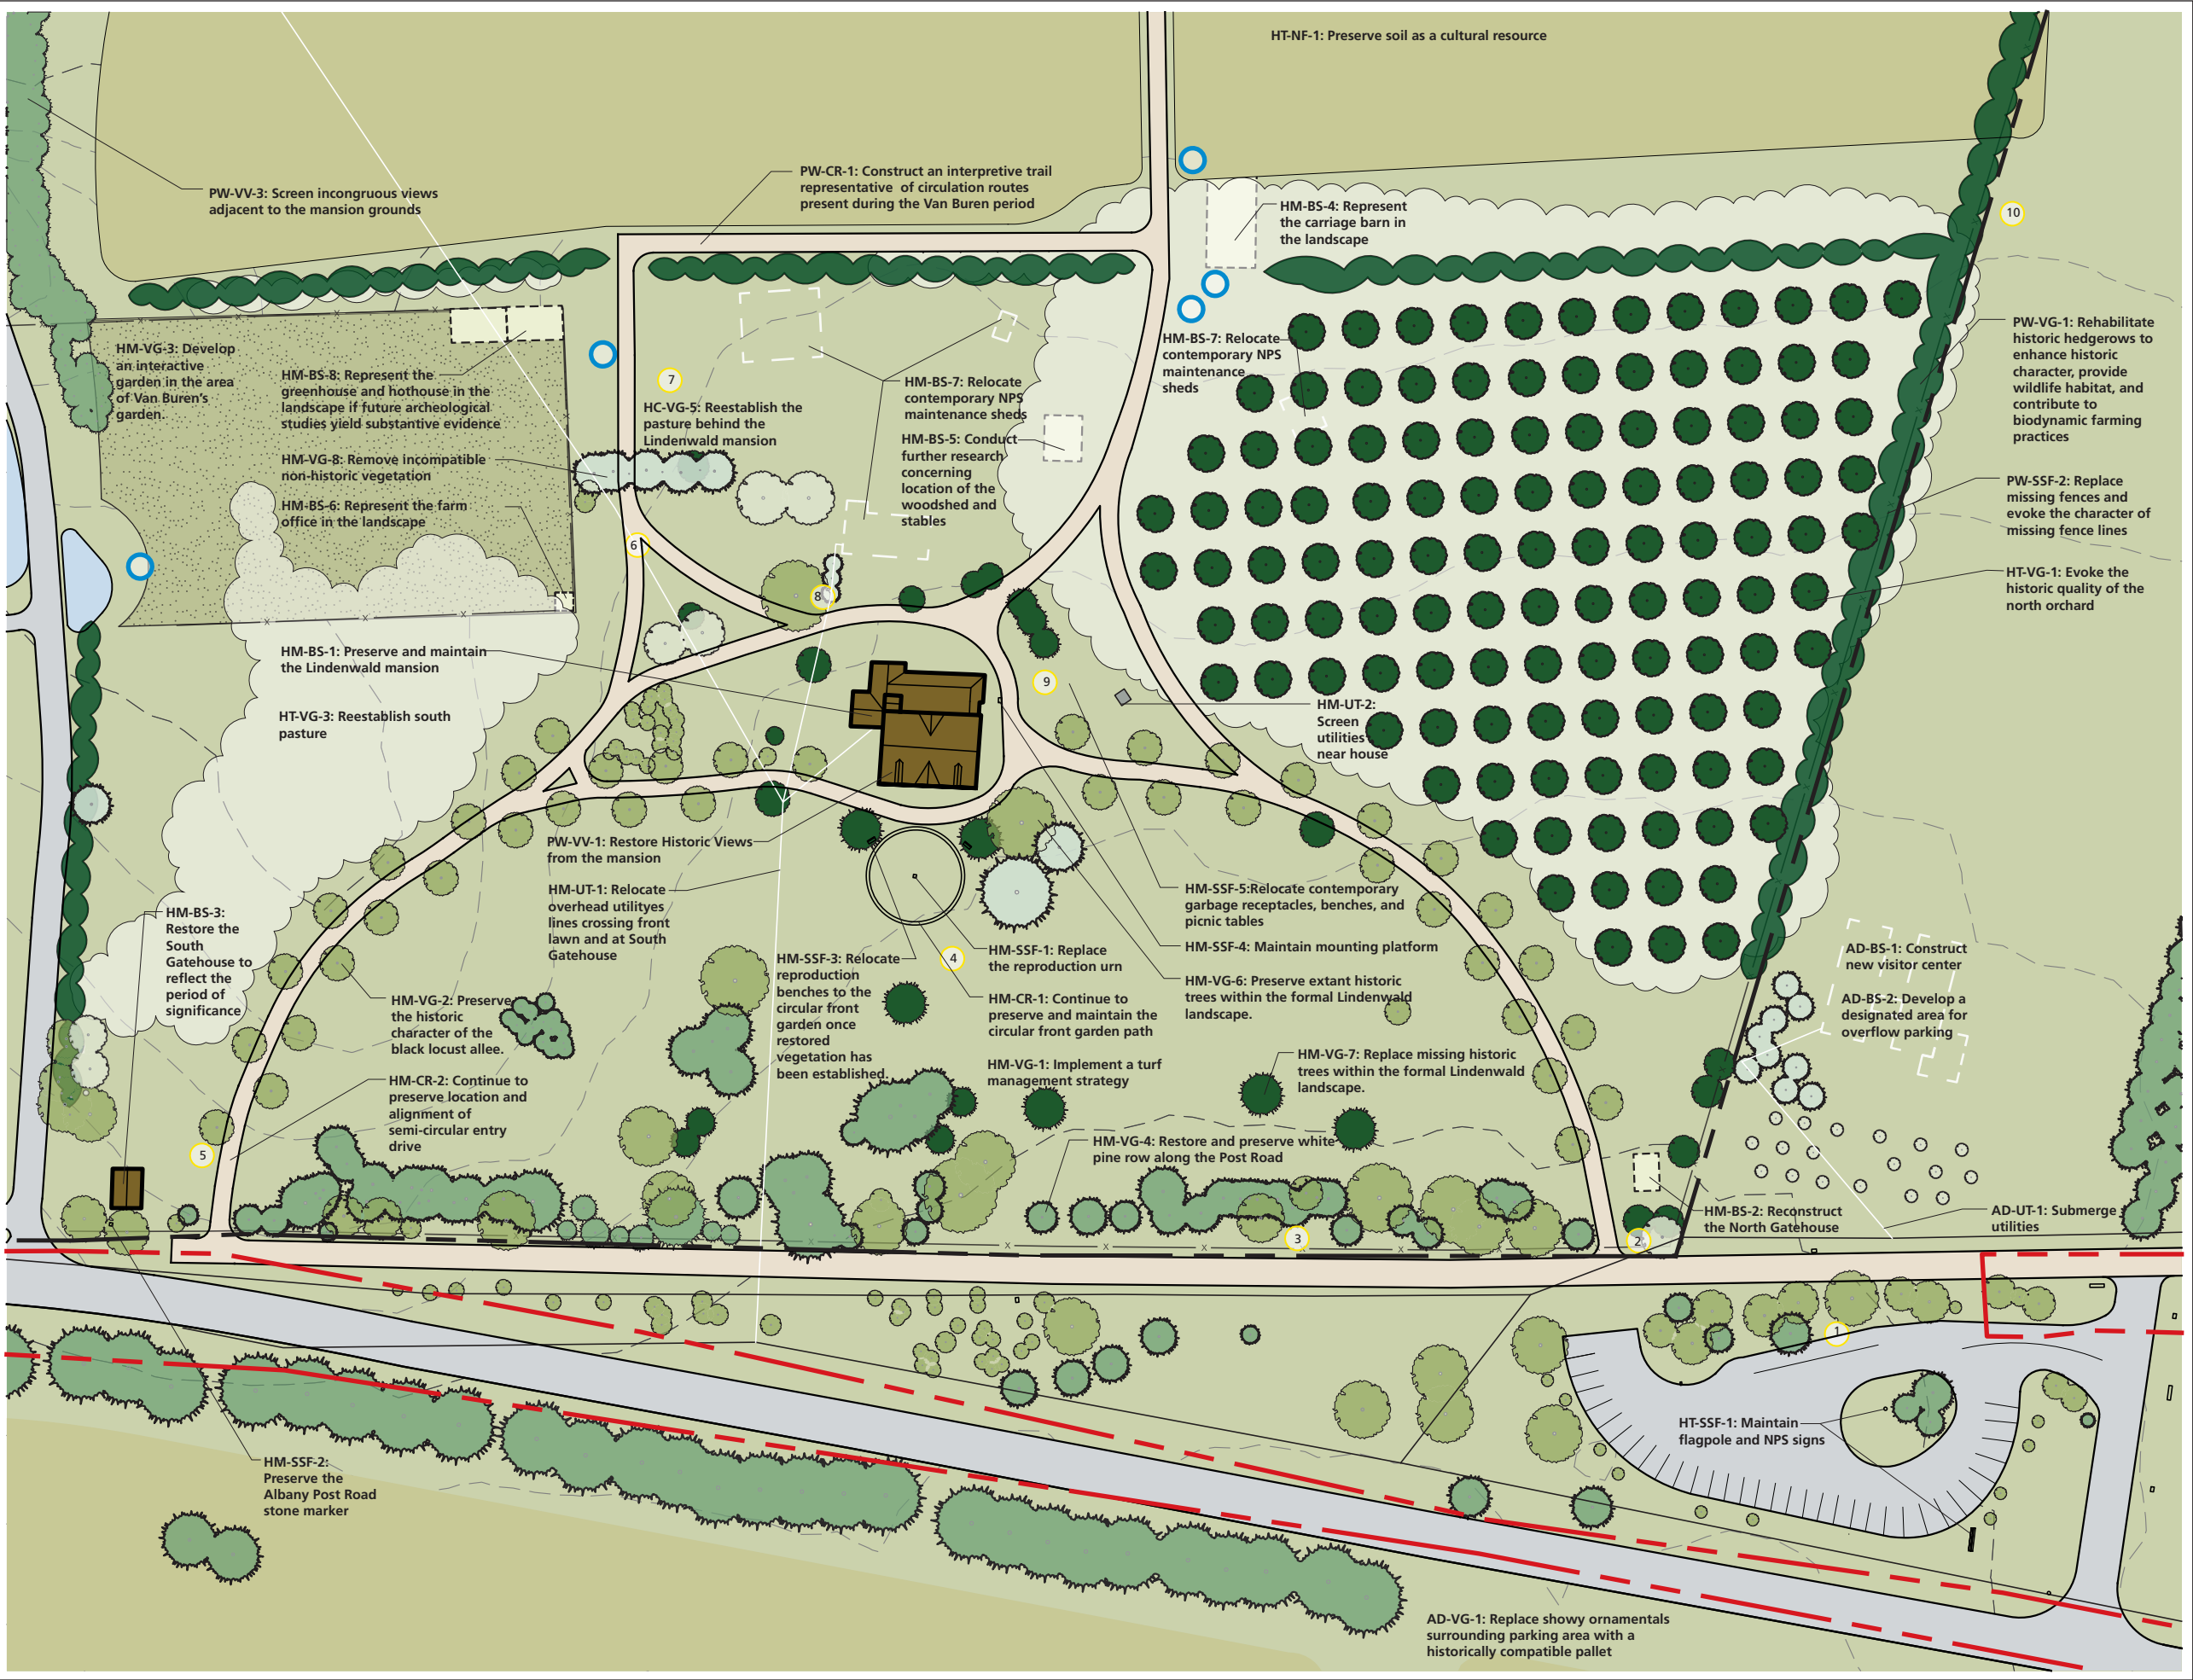 HT-NF-1: Preserve soil as a cultural resource
PW-VV-3: Screen incongruous views
adjacent to the mansion grounds
PW-CR-1: Construct an interpretive trail
representative of circulation routes
present during the Van Buren period
HM-BS-4: Represent
the carriage barn in
the landscape
10
HM-VG-3: Develop
an interactive
garden in the area
of Van Buren's
garden.
HM-BS-8: Represent the
greenhouse and hothouse in the
landscape if future archeological
studies yield substantive evidence
HM-VG-8: Remove incompatible
non-historic vegetation
HM-BS-6: Represent the farm
office in the landscape
7
HC-VG-5: Reestablish the
pasture behind the
Lindenwald mansion
HM-BS-7: Relocate
contemporary NPS
maintenance sheds
HM-BS-5: Conduct
further research
concerning
location of the
woodshed and
stables
HM-BS-7: Relocate
contemporary NPS
maintenance
sheds
PW-VG-1: Rehabilitate
historic hedgerows to
enhance historic
character, provide
wildlife habitat, and
contribute to
biodynamic farming
practices
PW-SSF-2: Replace
missing fences and
evoke the character of
missing fence lines
HT-VG-1: Evoke the
historic quality of the
north orchard
6
8
9
HM-BS-1: Preserve and maintain
the Lindenwald mansion
HT-VG-3: Reestablish south
pasture
HM-UT-2:
Screen
utilities
near house
PW-VV-1: Restore Historic Views
from the mansion
HM-UT-1: Relocate
overhead utilityes
lines crossing front
lawn and at South
Gatehouse
HM-BS-3:
Restore the
South
Gatehouse to
reflect the
period of
significance
HM-VG-2: Preserve
the historic
character of the
black locust allee.
HM-CR-2: Continue to
preserve location and
alignment of
semi-circular entry
drive
5
HM-SSF-3: Relocate
reproduction
benches to the
circular front
garden once
restored
vegetation has
been established.
4
HM-SSF-1: Replace
the reproduction urn
HM-CR-1: Continue to
preserve and maintain the
circular front garden path
HM-VG-1: Implement a turf
management strategy
HM-SSF-5:Relocate contemporary
garbage receptacles, benches, and
picnic tables
HM-SSF-4: Maintain mounting platform
HM-VG-6: Preserve extant historic
trees within the formal Lindenwald
landscape.
HM-VG-7: Replace missing historic
trees within the formal Lindenwald
landscape.
HM-VG-4: Restore and preserve white
pine row along the Post Road
AD-BS-1: Construct
new visitor center
AD-BS-2: Develop a
designated area for
overflow parking
HM-BS-2: Reconstruct
the North Gatehouse
AD-UT-1: Submerge
utilities
3
2
1
HT-SSF-1: Maintain
flagpole and NPS signs
HM-SSF-2:
Preserve the
Albany Post Road
stone marker
AD-VG-1: Replace showy ornamentals
surrounding parking area with a
historically compatible pallet